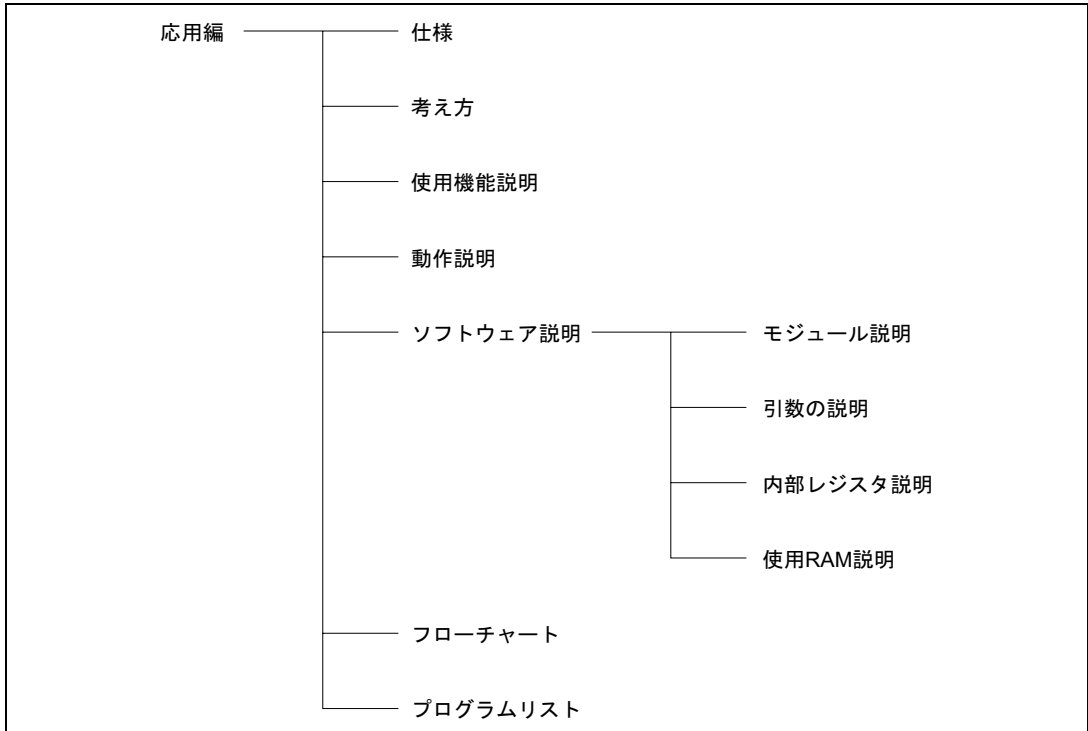 応用編
仕様
考え方
使用機能説明
動作説明
ソフトウェア説明
モジュール説明
引数の説明
内部レジスタ説明
使用RAM説明
フローチャート
プログラムリスト